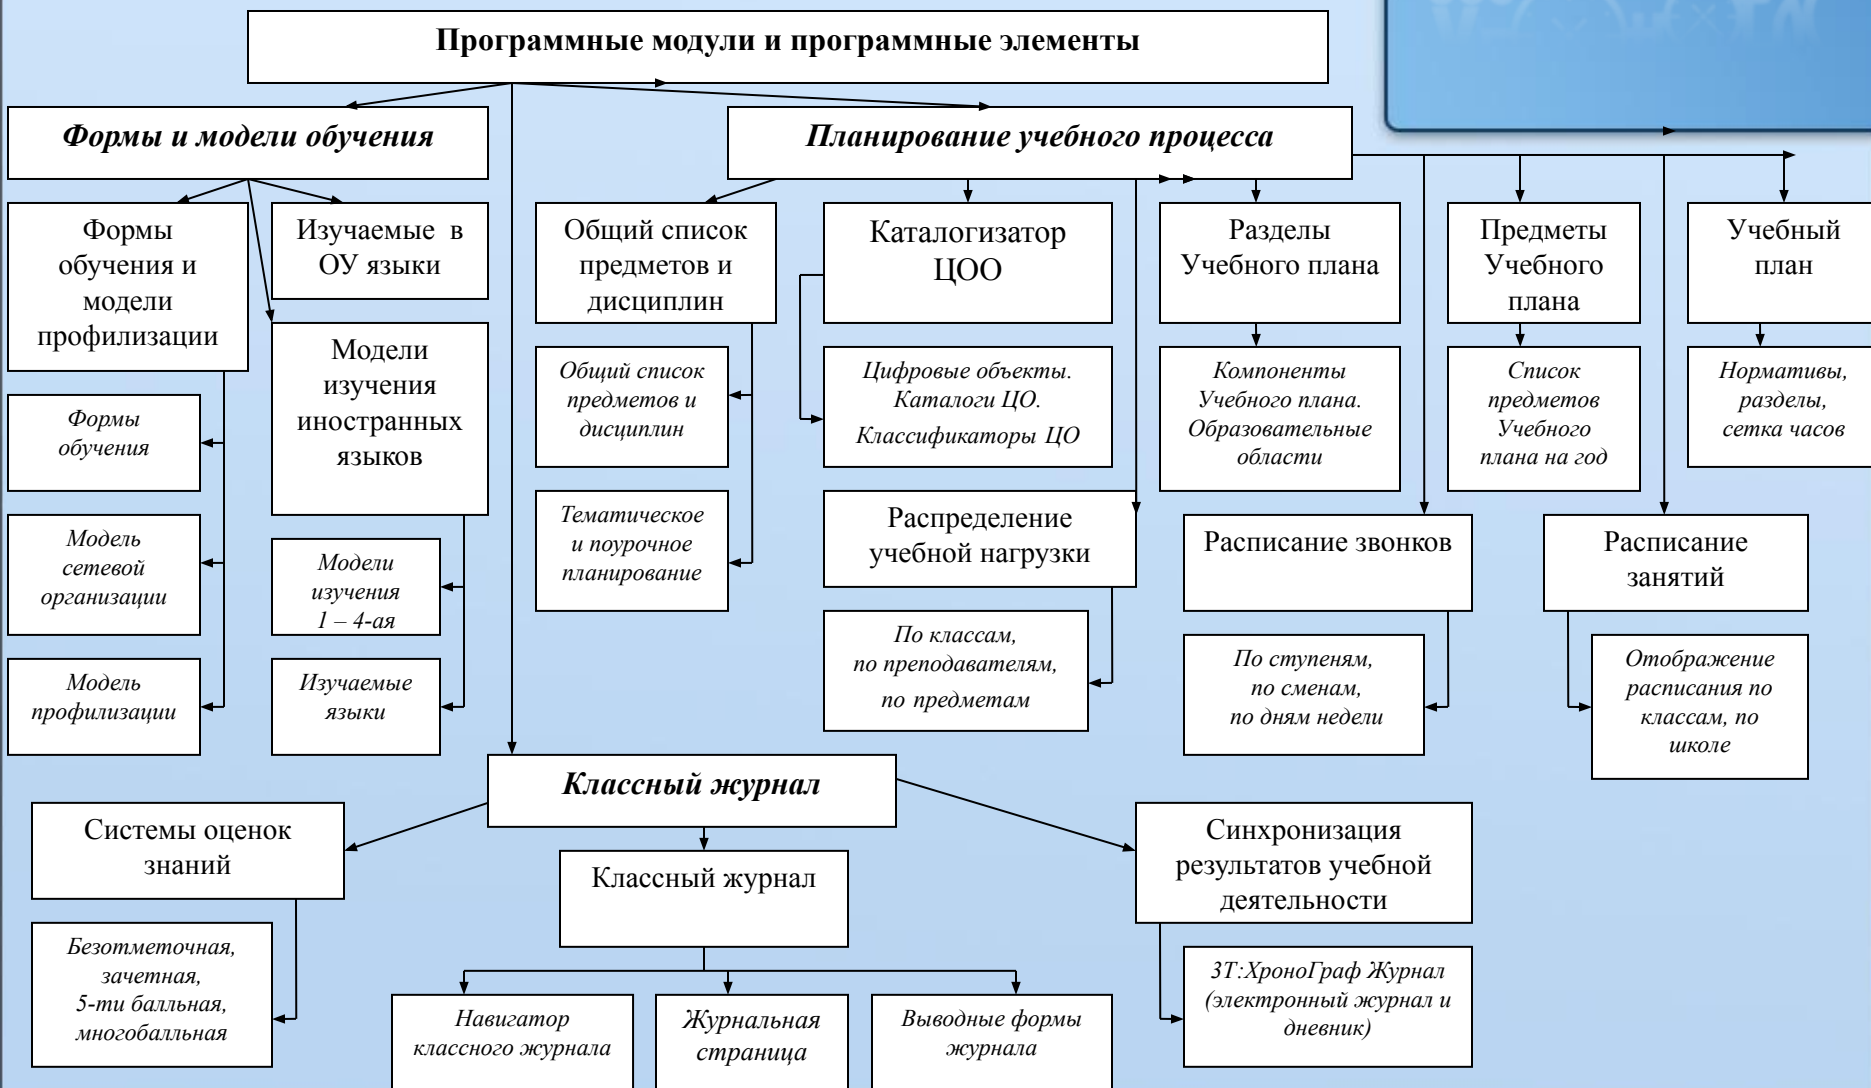 Программные модули и программные элементы
Формы и модели обучения
Планирование учебного процесса
Формы
обучения и
модели
профилизации
Изучаемые в
ОУ языки
Общий список
предметов и
дисциплин
Каталогизатор
ЦОО
Разделы
Учебного плана
Предметы
Учебного
плана
Учебный
план
Модели
изучения
иностранных
языков
Формы
обучения
Модель
сетевой
организации
Модель
профилизации
Модели
изучения
1 – 4-ая
Изучаемые
языки
Общий список
предметов и
дисциплин
Тематическое
и поурочное
планирование
Цифровые объекты.
Каталоги ЦО.
Классификаторы ЦО
Компоненты
Учебного плана.
Образовательные
области
Список
предметов
Учебного
плана на год
Нормативы,
разделы,
сетка часов
Распределение
учебной нагрузки
Расписание звонков
Расписание
занятий
По классам,
по преподавателям,
по предметам
По ступеням,
по сменам,
по дням недели
Отображение
расписания по
классам, по
школе
Классный журнал
Системы оценок
знаний
Классный журнал
Синхронизация
результатов учебной
деятельности
Безотметочная,
зачетная,
5-ти балльная,
многобалльная
Навигатор
классного журнала
Журнальная
страница
Выводные формы
журнала
3Т:ХроноГраф Журнал
(электронный журнал и
дневник)